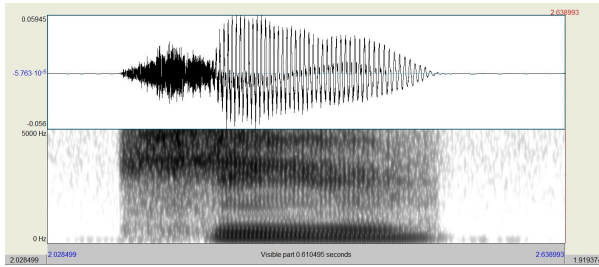 2.638993
0.05945
-5.763·10⁻⁵
-0.056
5000 Hz
0 Hz
2.028499 Visible part 0.610495 seconds 2.638993
2.028499 1.919374